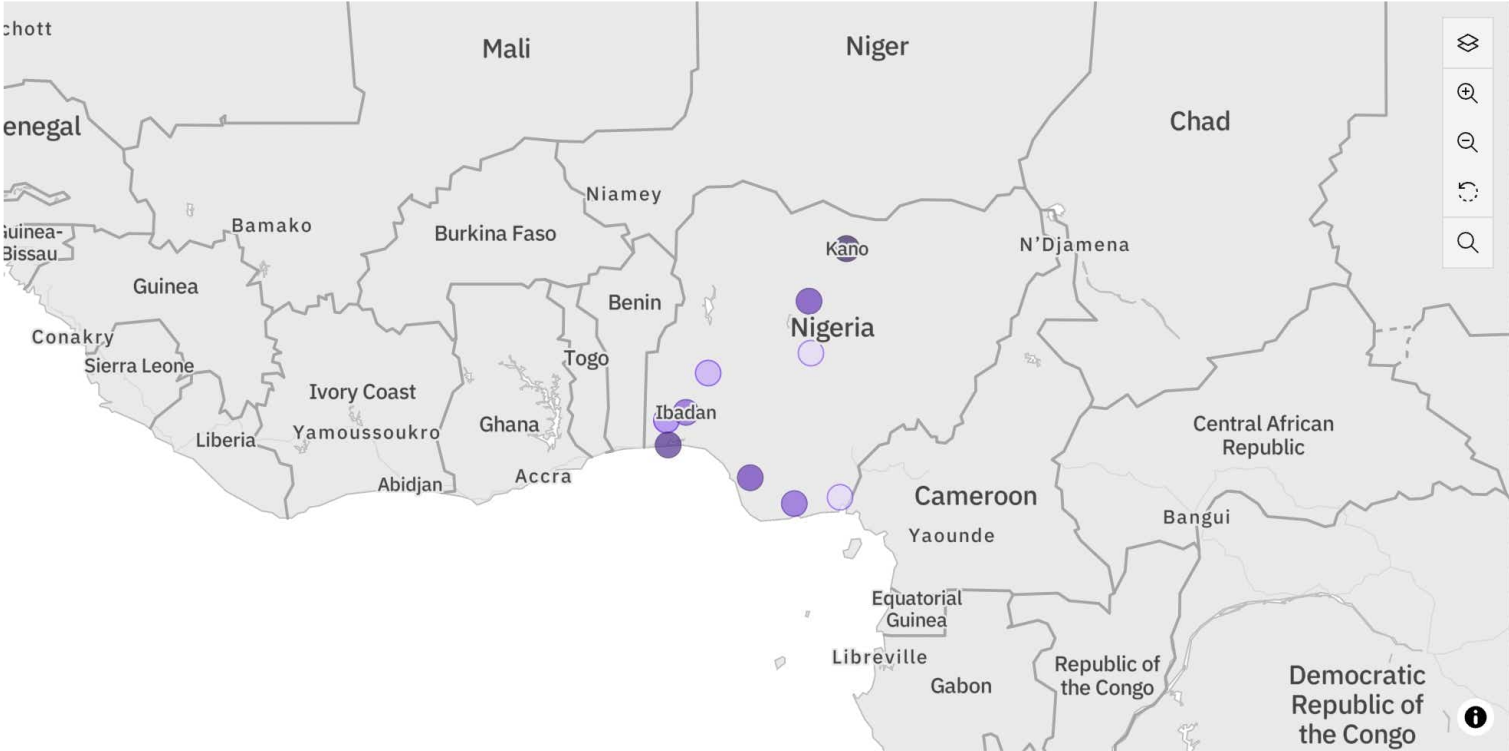 chott
Mali
Niger
Chad
enegal
Niamey
Bamako
Burkina Faso
Guinea-
Bissau
N'Djamena
Kano
Guinea
Benin
Nigeria
Conakry
Sierra Leone
Togo
Ivory Coast
Ibadan
Ghana
Central African
Republic
Liberia
Yamoussoukro
Accra
Abidjan
Cameroon
Bangui
Yaounde
Equatorial
Guinea
Libreville
Republic of
the Congo
Gabon
Democratic
Republic of
the Congo
i